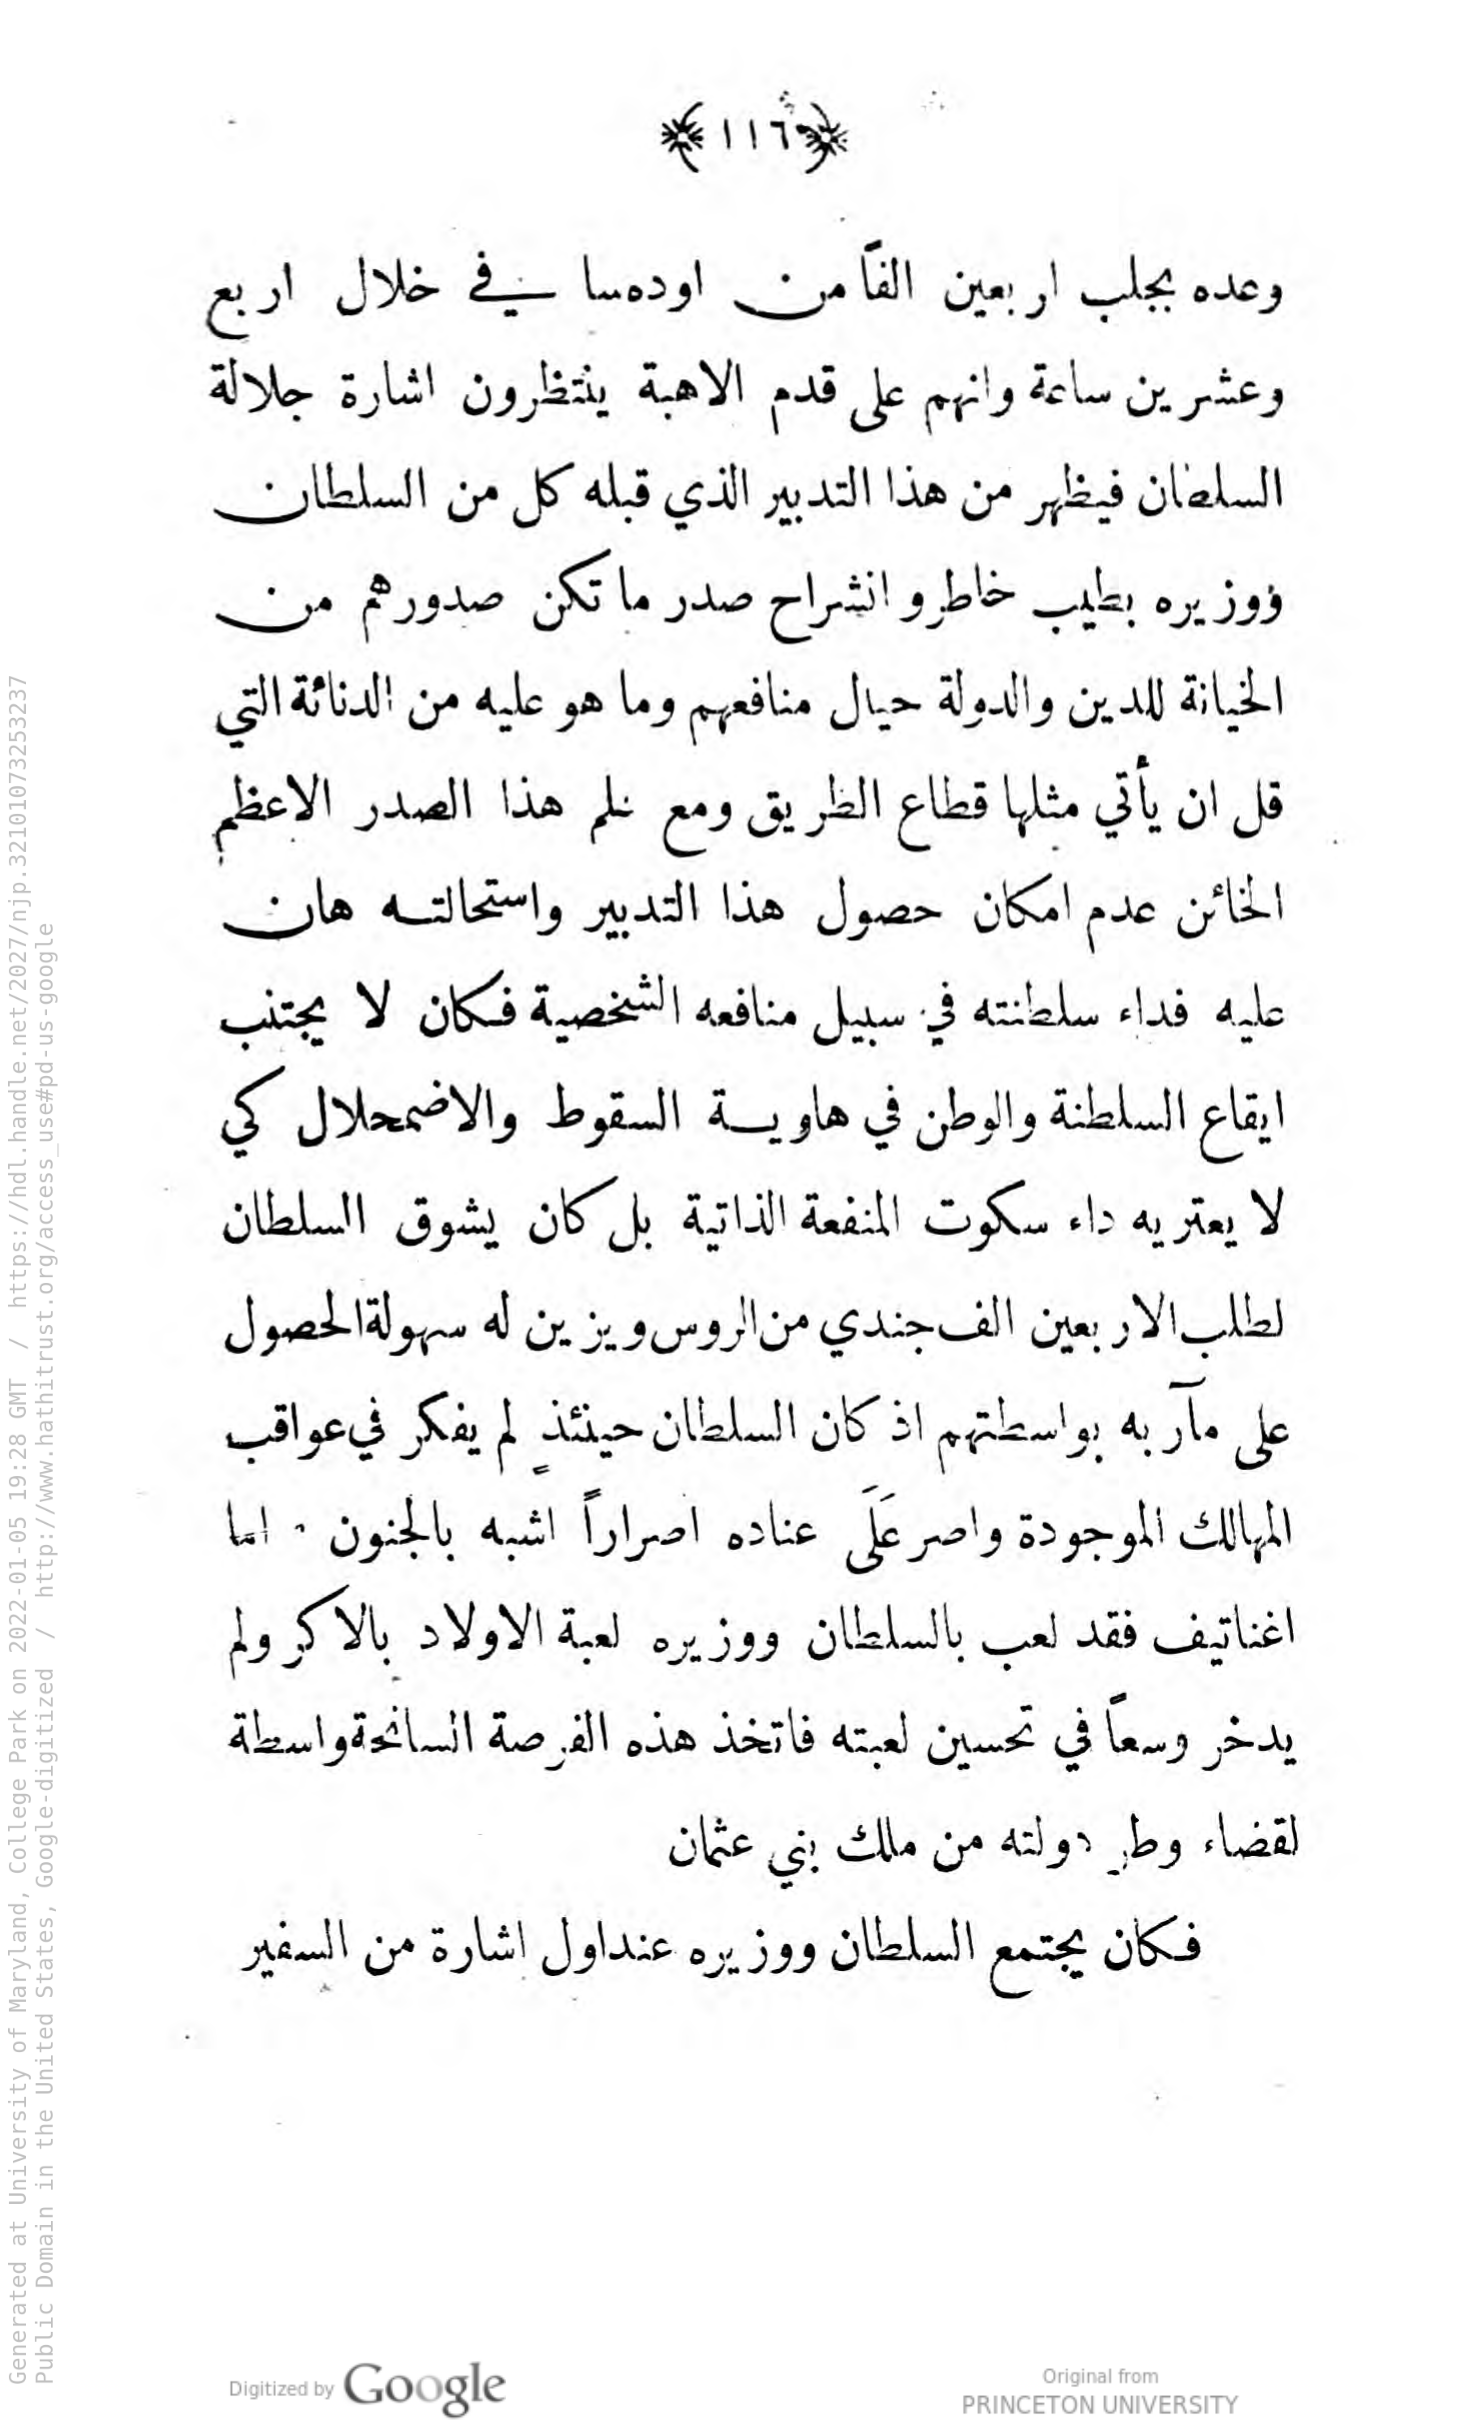 ﴿١١٦﴾
وعده بجلب اربعين الفاً من اودهسا في خلال اربع
وعشرين ساعة وانهم على قدم الاهبة ينتظرون اشارة جلالة
السلطان فيظهر من هذا التدبير الذي قبله كل من السلطان
ووزيره بطيب خاطر وانشراح صدر ما تكن صدورهم من
الخيانة للدين والدولة حيال منافعهم وما هو عليه من الدنائة التي
قل ان يأتي مثلها قطاع الطريق ومع علم هذا الصدر الاعظم
الخائن عدم امكان حصول هذا التدبير واستحالته هان
عليه فداء سلطنته في سبيل منافعه الشخصية فكان لا يجتنب
ايقاع السلطنة والوطن في هاوية السقوط والاضمحلال كي
لا يعتريه داء سكوت المنفعة الذاتية بل كان يشوق السلطان
لطلب الاربعين الف جندي من الروس ويزين له سهولة الحصول
على مآربه بواسطتهم اذ كان السلطان حينئذٍ لم يفكر في عواقب
المهالك الموجودة واصر عَلَى عناده اصراراً اشبه بالجنون ۰ اما
اغناتيف فقد لعب بالسلطان ووزيره لعبة الاولاد بالاكر ولم
يدخر وسعاً في تحسين لعبته فاتخذ هذه الفرصة السانحة واسطة
لقضاء وطر دولته من ملك بني عثمان
فكان يجتمع السلطان ووزيره عند اول اشارة من السفير
Digitized by Google
Original from
PRINCETON UNIVERSITY
Generated at University of Maryland, College Park on 2022-01-05 19:28 GMT / https://hdl.handle.net/2027/njp.32101073253237
Public Domain in the United States, Google-digitized / http://www.hathitrust.org/access_use#pd-us-google